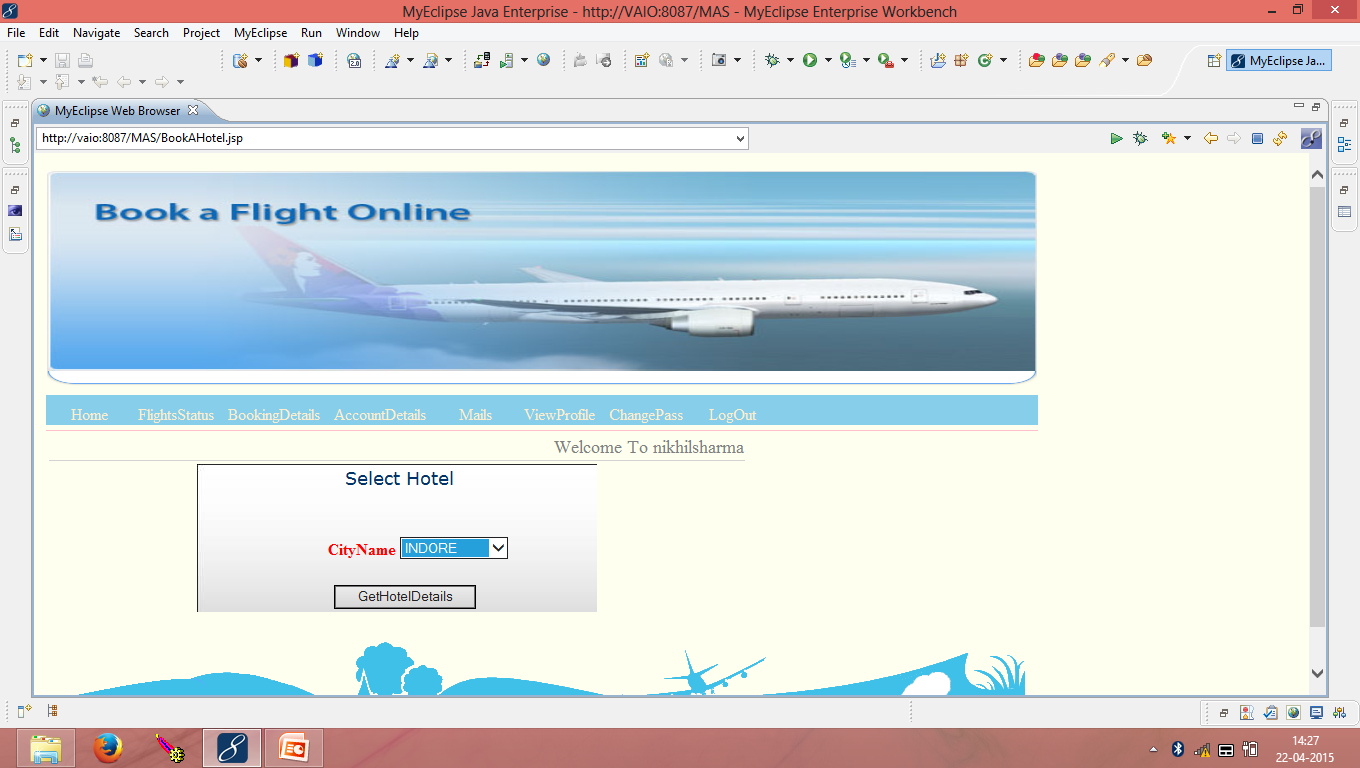 MyEclipse Java Enterprise - http://VAIO:8087/MAS - MyEclipse Enterprise Workbench
File Edit Navigate Search Project MyEclipse Run Window Help
2.0
MyEclipse Ja...
MyEclipse Web Browser
http://vaio:8087/MAS/BookAHotel.jsp
Book a Flight Online
Home FlightsStatus BookingDetails AccountDetails Mails ViewProfile ChangePass LogOut
Welcome To nikhilsharma
Select Hotel
CityName INDORE
GetHotelDetails
14:27
22-04-2015